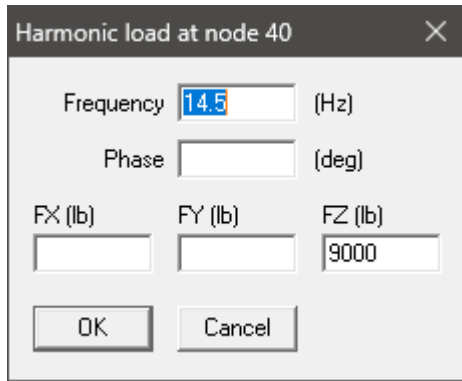 Harmonic load at node 40
Frequency 14.5 (Hz)
Phase (deg)
FX (lb) FY (lb) FZ (lb)
9000
OK Cancel